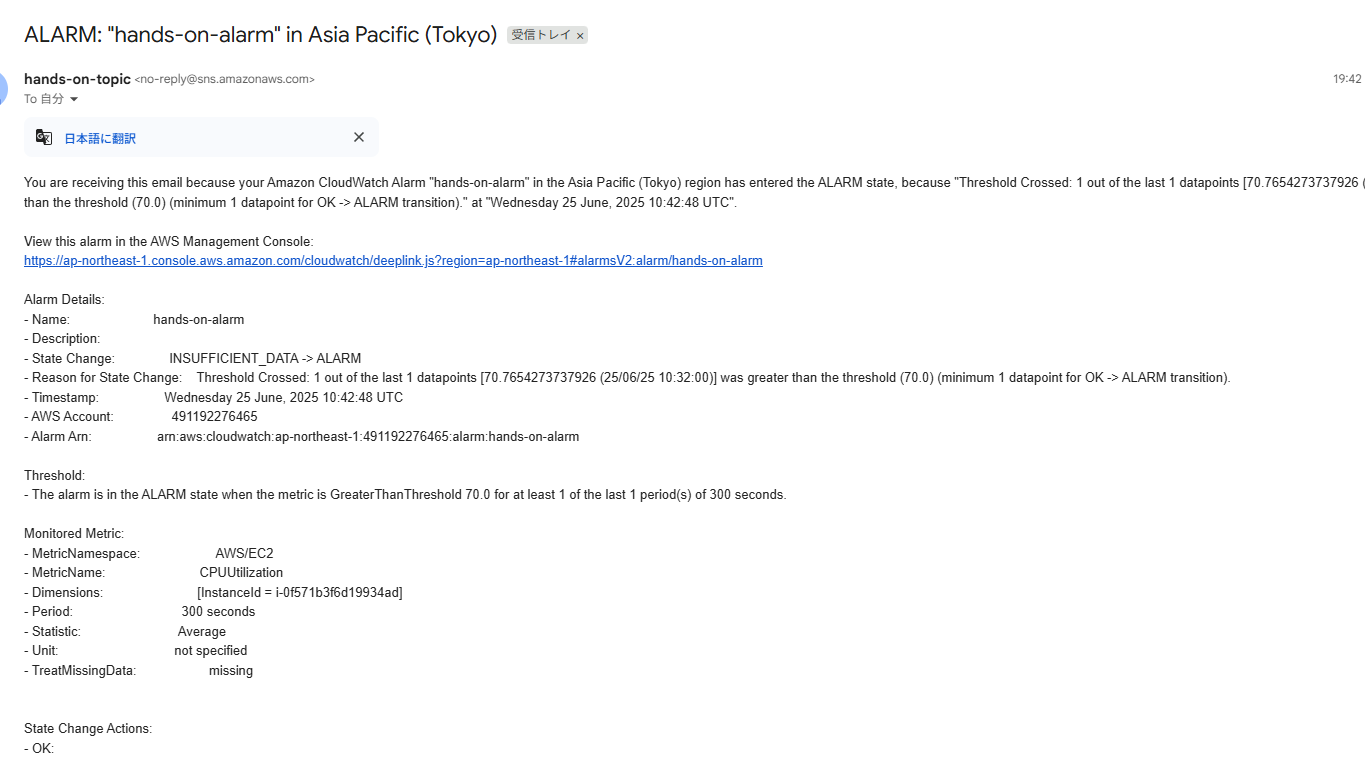 ALARM: "hands-on-alarm" in Asia Pacific (Tokyo) 受信トレイ ×
hands-on-topic <no-reply@sns.amazonaws.com> 19:42
To 自分
日本語に翻訳
You are receiving this email because your Amazon CloudWatch Alarm "hands-on-alarm" in the Asia Pacific (Tokyo) region has entered the ALARM state, because "Threshold Crossed: 1 out of the last 1 datapoints [70.7654273737926 (
than the threshold (70.0) (minimum 1 datapoint for OK -> ALARM transition)." at "Wednesday 25 June, 2025 10:42:48 UTC".
View this alarm in the AWS Management Console:
https://ap-northeast-1.console.aws.amazon.com/cloudwatch/deeplink.js?region=ap-northeast-1#alarmsV2:alarm/hands-on-alarm
Alarm Details:
- Name: hands-on-alarm
- Description:
- State Change: INSUFFICIENT_DATA -> ALARM
- Reason for State Change: Threshold Crossed: 1 out of the last 1 datapoints [70.7654273737926 (25/06/25 10:32:00)] was greater than the threshold (70.0) (minimum 1 datapoint for OK -> ALARM transition).
- Timestamp: Wednesday 25 June, 2025 10:42:48 UTC
- AWS Account: 491192276465
- Alarm Arn: arn:aws:cloudwatch:ap-northeast-1:491192276465:alarm:hands-on-alarm
Threshold:
- The alarm is in the ALARM state when the metric is GreaterThanThreshold 70.0 for at least 1 of the last 1 period(s) of 300 seconds.
Monitored Metric:
- MetricNamespace: AWS/EC2
- MetricName: CPUUtilization
- Dimensions: [InstanceId = i-0f571b3f6d19934ad]
- Period: 300 seconds
- Statistic: Average
- Unit: not specified
- TreatMissingData: missing
State Change Actions:
- OK: